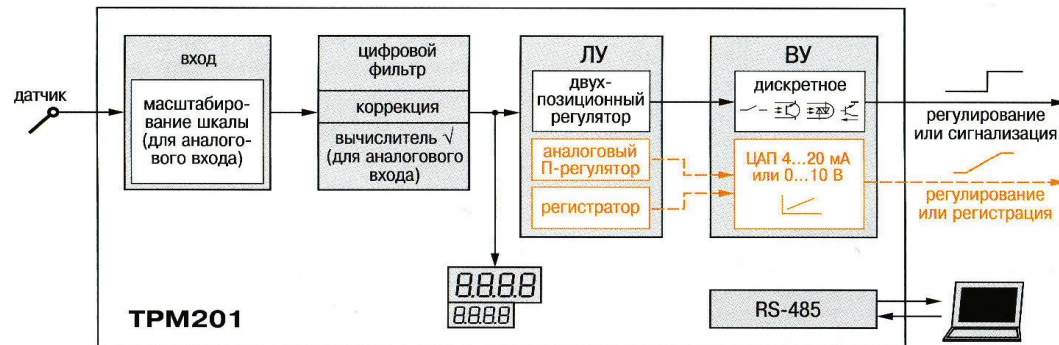 датчик
вход
масштабиро-
вание шкалы
(для аналого-
вого входа)
цифровой
фильтр
коррекция
вычислитель √
(для аналогового
входа)
ЛУ
двух-
позиционный
регулятор
аналоговый
П-регулятор
регистратор
ВУ
дискретное
ЦАП 4...20 мА
или 0...10 В
регулирование
или сигнализация
регулирование
или регистрация
8.8.8.8
8.8.8.8
ТРМ201
RS-485